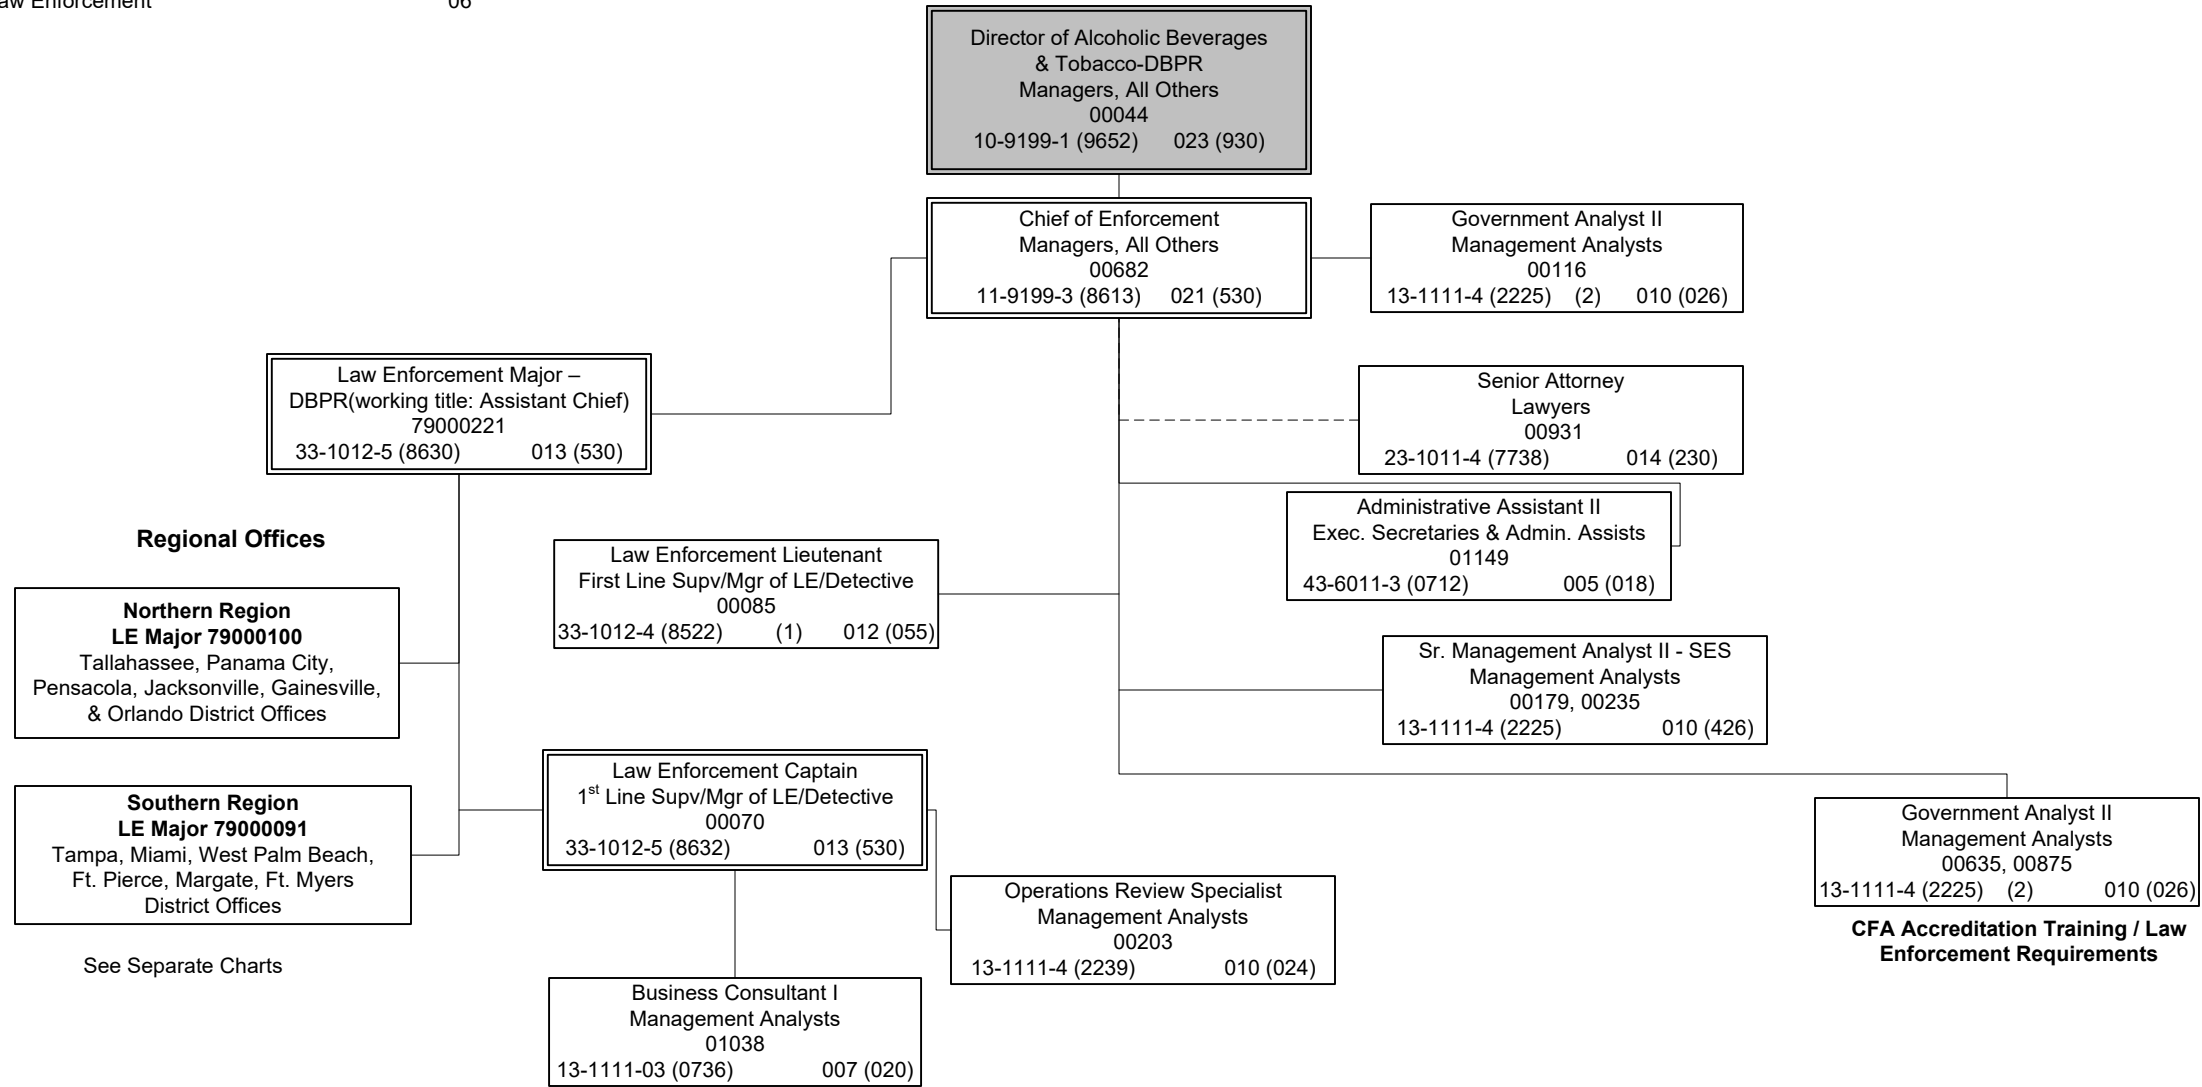 06
Director of Alcoholic Beverages
& Tobacco-DBPR
Managers, All Others
00044
10-9199-1 (9652) 023 (930)
Chief of Enforcement
Managers, All Others
00682
11-9199-3 (8613) 021 (530)
Government Analyst II
Management Analysts
00116
13-1111-4 (2225) (2) 010 (026)
Law Enforcement Major –
DBPR(working title: Assistant Chief)
79000221
33-1012-5 (8630) 013 (530)
Senior Attorney
Lawyers
00931
23-1011-4 (7738) 014 (230)
Administrative Assistant II
Exec. Secretaries & Admin. Assists
01149
43-6011-3 (0712) 005 (018)
Regional Offices
Law Enforcement Lieutenant
First Line Supv/Mgr of LE/Detective
00085
33-1012-4 (8522) (1) 012 (055)
Northern Region
LE Major 79000100
Tallahassee, Panama City,
Pensacola, Jacksonville, Gainesville,
& Orlando District Offices
Sr. Management Analyst II - SES
Management Analysts
00179, 00235
13-1111-4 (2225) 010 (426)
Law Enforcement Captain
1st Line Supv/Mgr of LE/Detective
00070
33-1012-5 (8632) 013 (530)
Southern Region
LE Major 79000091
Tampa, Miami, West Palm Beach,
Ft. Pierce, Margate, Ft. Myers
District Offices
See Separate Charts
Government Analyst II
Management Analysts
00635, 00875
13-1111-4 (2225) (2) 010 (026)
CFA Accreditation Training / Law
Enforcement Requirements
Operations Review Specialist
Management Analysts
00203
13-1111-4 (2239) 010 (024)
Business Consultant I
Management Analysts
01038
13-1111-03 (0736) 007 (020)